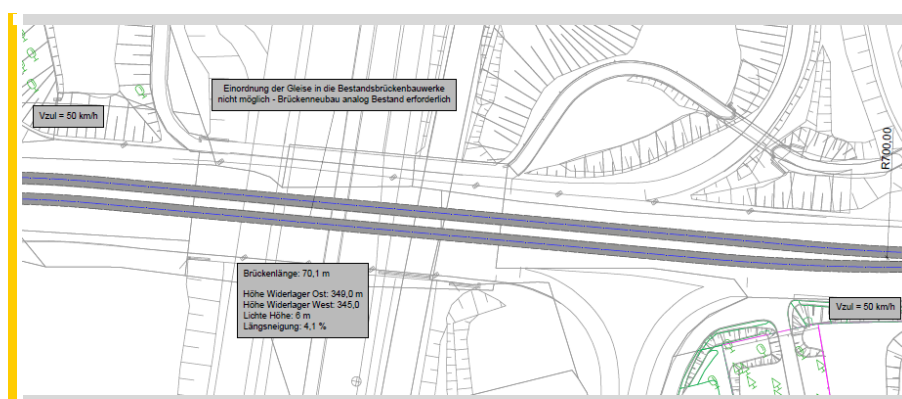 Einordnung der Gleise in die Bestandsbrückenbauwerke
nicht möglich - Brückenneubau analog Bestand erforderlich
Vzul = 50 km/h
R700.00
Brückenlänge: 70,1 m
Höhe Widerlager Ost: 349,0 m
Höhe Widerlager West: 345,0
Lichte Höhe: 6 m
Längsneigung: 4,1 %
Vzul = 50 km/h